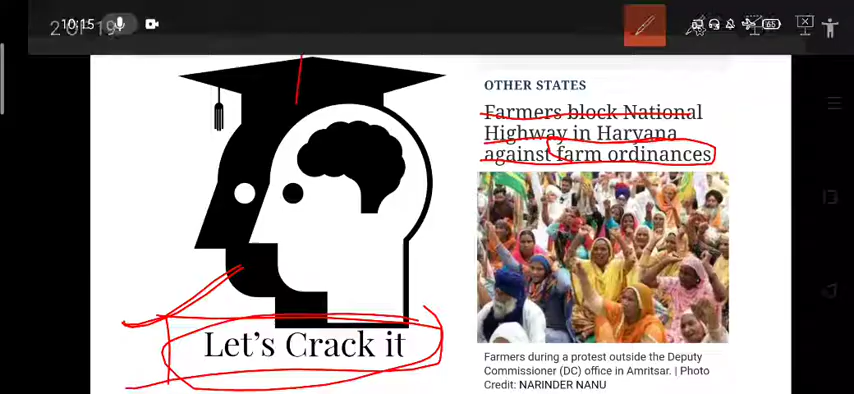 10:15
2 OF 19
65
OTHER STATES
Farmers block National
Highway in Haryana
against farm ordinances
Let's Crack it
Farmers during a protest outside the Deputy
Commissioner (DC) office in Amritsar. | Photo
Credit: NARINDER NANU